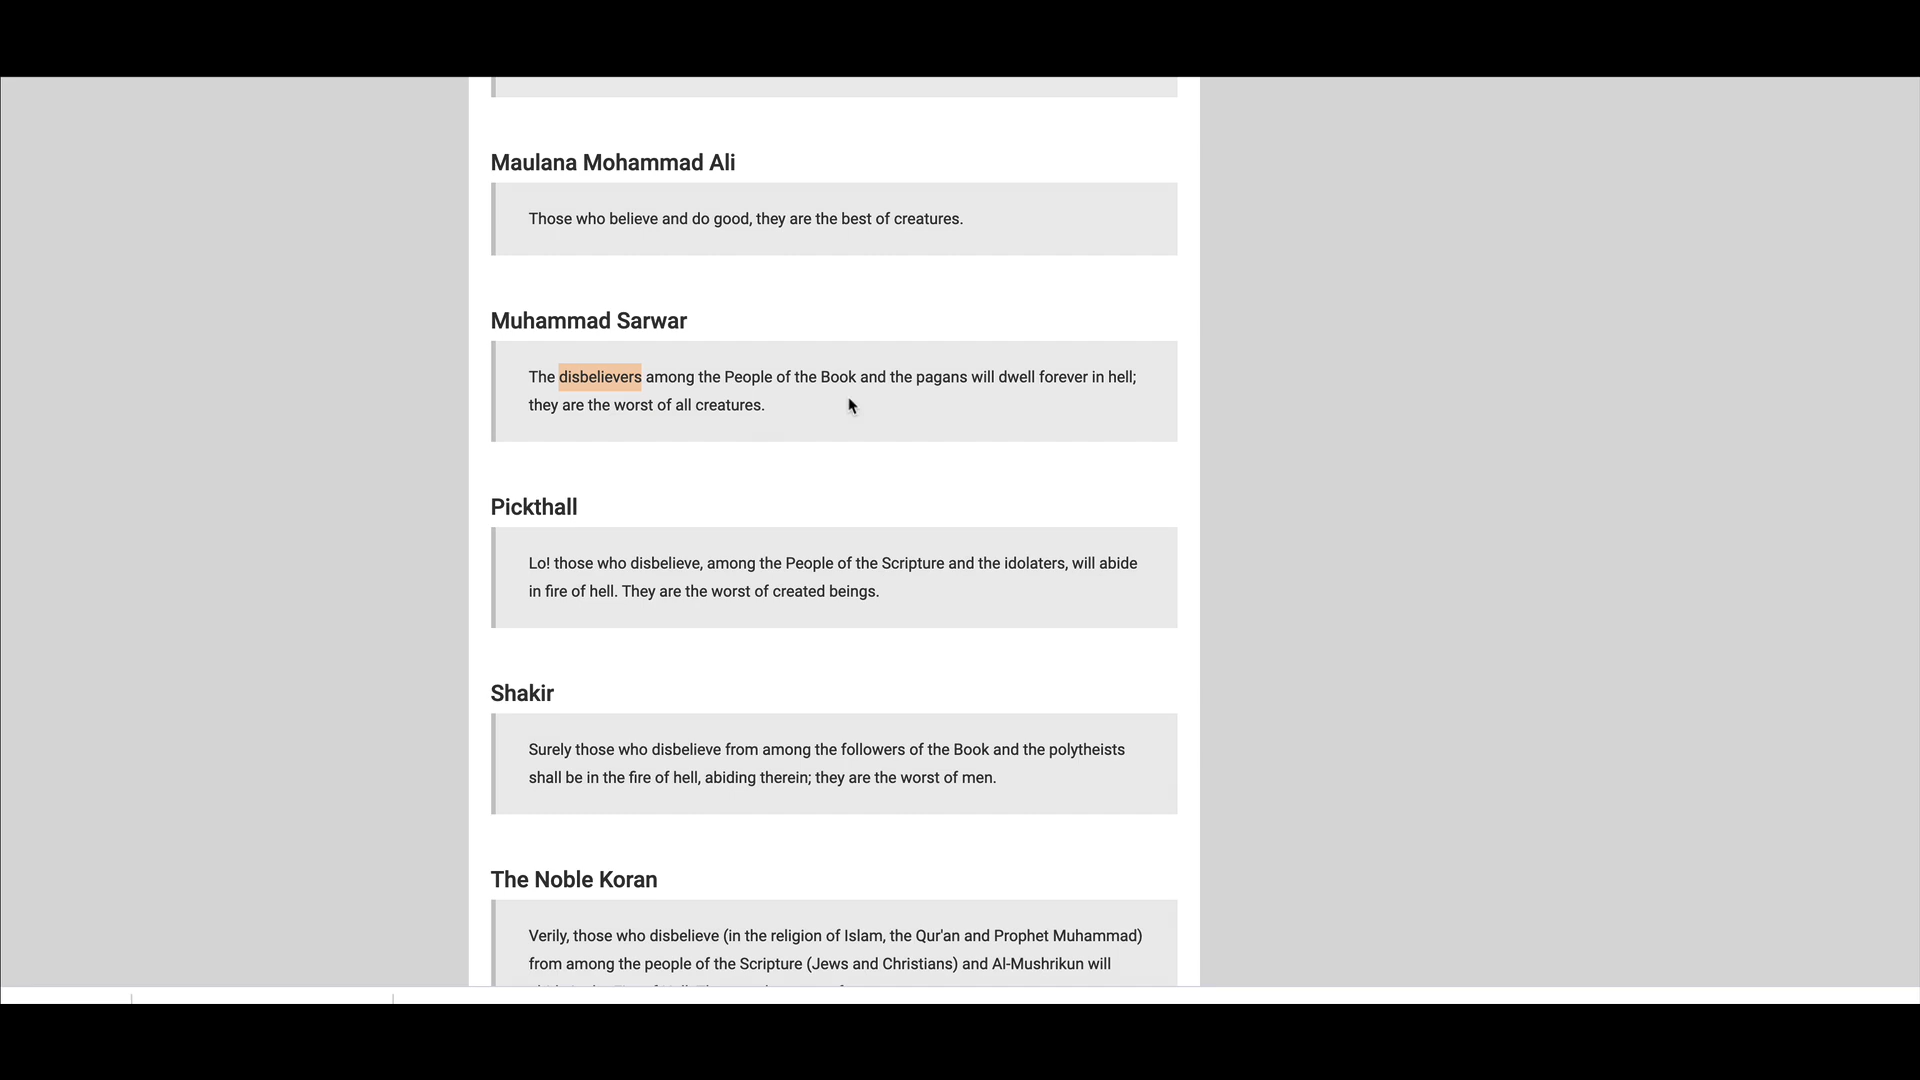 Maulana Mohammad Ali
Those who believe and do good, they are the best of creatures.
Muhammad Sarwar
The disbelievers among the People of the Book and the pagans will dwell forever in hell;
they are the worst of all creatures.
Pickthall
Lo! those who disbelieve, among the People of the Scripture and the idolaters, will abide
in fire of hell. They are the worst of created beings.
Shakir
Surely those who disbelieve from among the followers of the Book and the polytheists
shall be in the fire of hell, abiding therein; they are the worst of men.
The Noble Koran
Verily, those who disbelieve (in the religion of Islam, the Qur'an and Prophet Muhammad)
from among the people of the Scripture (Jews and Christians) and Al-Mushrikun will